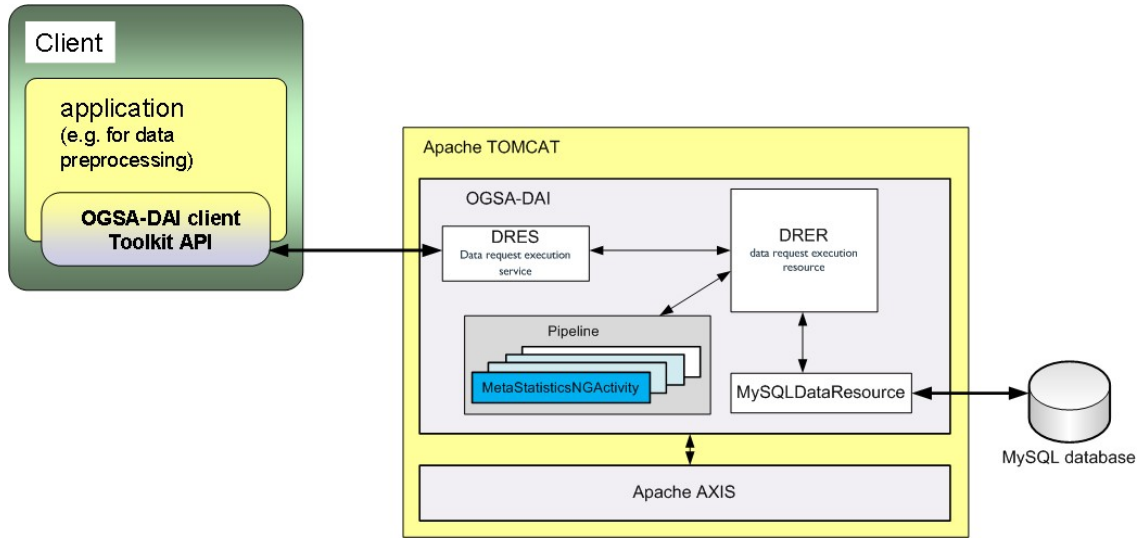 Client
application
(e.g. for data
preprocessing)
OGSA-DAI client
Toolkit API
Apache TOMCAT
OGSA-DAI
DRES
Data request execution
service
DRER
data request execution
resource
Pipeline
MetaStatisticsNGActivity
MySQLDataResource
MySQL database
Apache AXIS